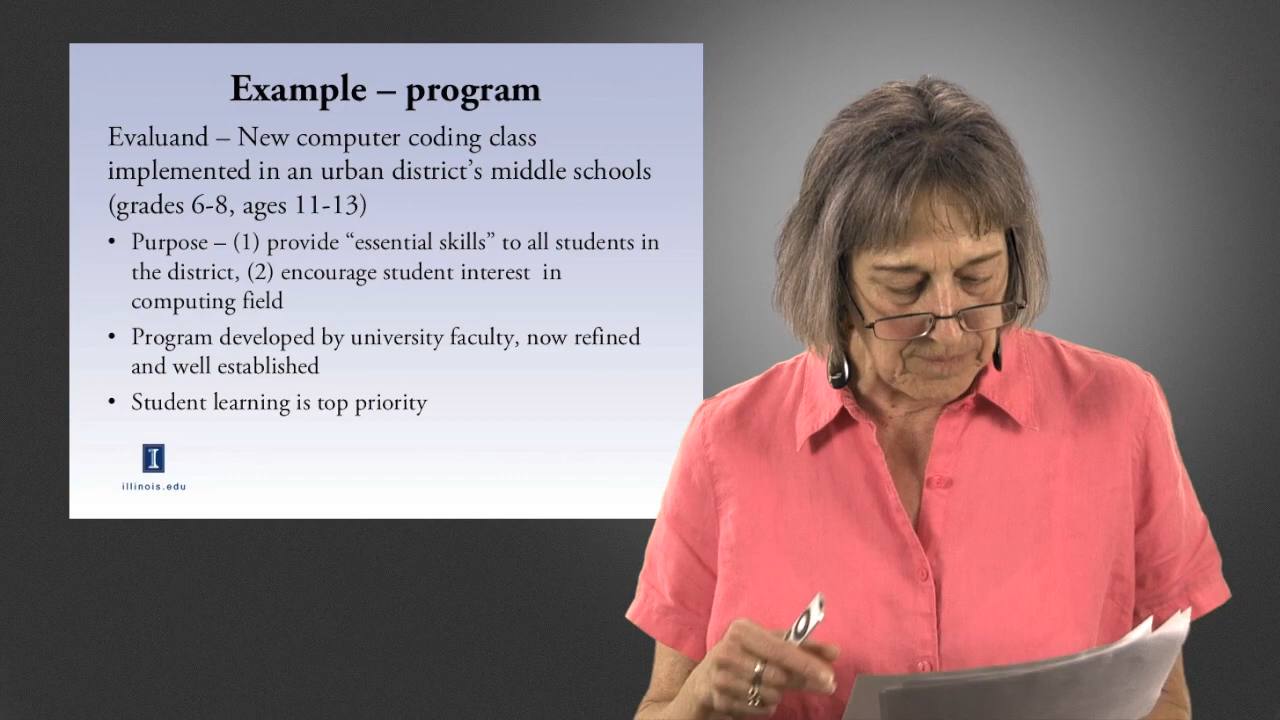 Example – program
Evaluand – New computer coding class
implemented in an urban district’s middle schools
(grades 6-8, ages 11-13)
• Purpose – (1) provide “essential skills” to all students in
the district, (2) encourage student interest  in
computing field
• Program developed by university faculty, now refined
and well established
• Student learning is top priority
I
illinois.edu